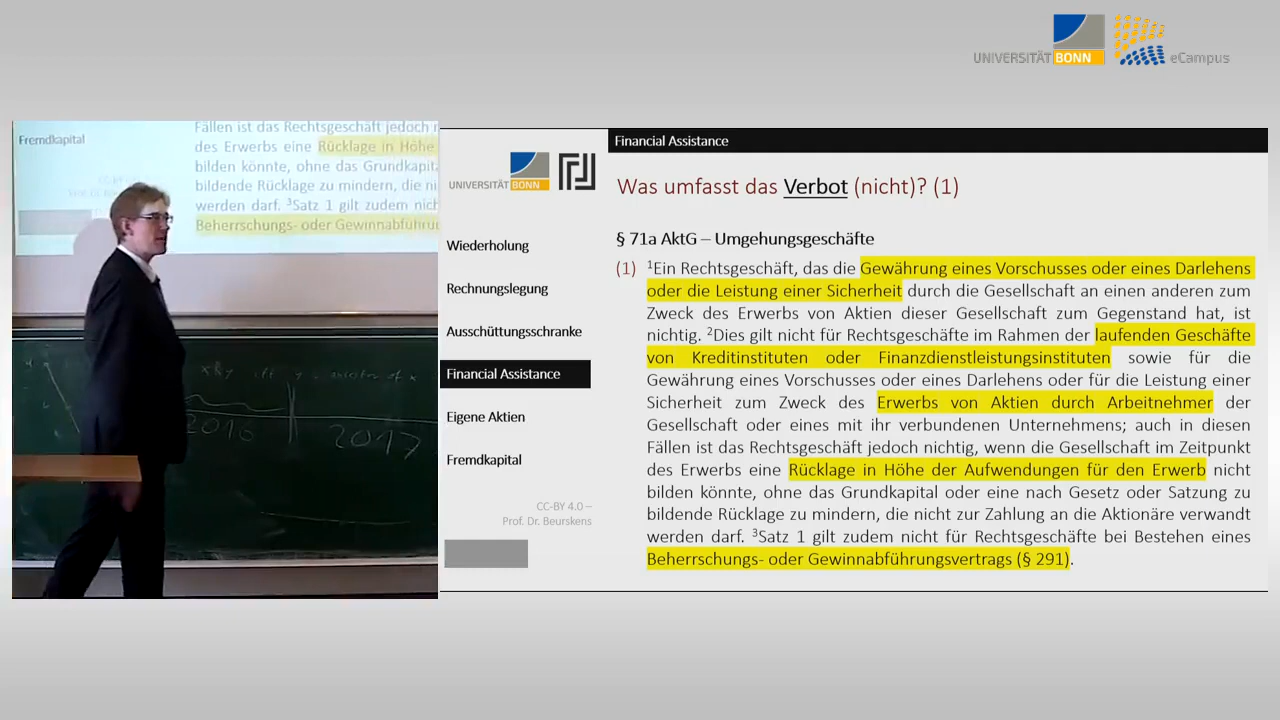 UNIVERSITÄT BONN eCampus
Fremdkapital
Fällen ist das Rechtsgeschäft jedoch
des Erwerbs eine Rücklage in Höhe
bilden könnte, ohne das
bildende Rücklage zu mindern, die
werden darf. ³Satz 1 gilt zudem
Beherrschungs- oder
2016
2017
UNIVERSITÄT BONN
Wiederholung
Rechnungslegung
Ausschüttungsschranke
Financial Assistance
Eigene Aktien
Fremdkapital
CC-BY 4.0 –
Prof. Dr. Beurskens
Financial Assistance
Was umfasst das Verbot (nicht)? (1)
§ 71a AktG – Umgehungsgeschäfte
(1) ¹Ein Rechtsgeschäft, das die Gewährung eines Vorschusses oder eines Darlehens
oder die Leistung einer Sicherheit durch die Gesellschaft an einen anderen zum
Zweck des Erwerbs von Aktien dieser Gesellschaft zum Gegenstand hat, ist
nichtig. ²Dies gilt nicht für Rechtsgeschäfte im Rahmen der laufenden Geschäfte
von Kreditinstituten oder Finanzdienstleistungsinstituten sowie für die
Gewährung eines Vorschusses oder eines Darlehens oder für die Leistung einer
Sicherheit zum Zweck des Erwerbs von Aktien durch Arbeitnehmer der
Gesellschaft oder eines mit ihr verbundenen Unternehmens; auch in diesen
Fällen ist das Rechtsgeschäft jedoch nichtig, wenn die Gesellschaft im Zeitpunkt
des Erwerbs eine Rücklage in Höhe der Aufwendungen für den Erwerb nicht
bilden könnte, ohne das Grundkapital oder eine nach Gesetz oder Satzung zu
bildende Rücklage zu mindern, die nicht zur Zahlung an die Aktionäre verwandt
werden darf. ³Satz 1 gilt zudem nicht für Rechtsgeschäfte bei Bestehen eines
Beherrschungs- oder Gewinnabführungsvertrags (§ 291).